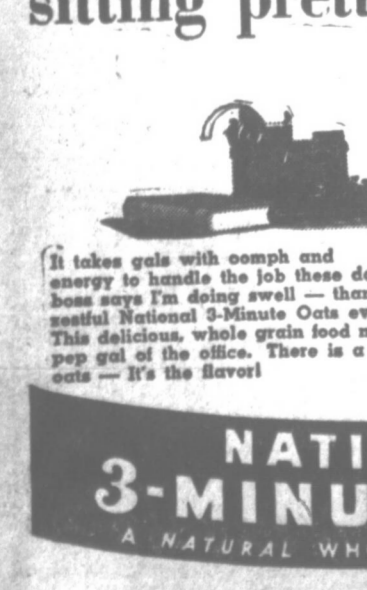 sitting
It takes gals with oomph and
energy to handle the job these
boss says I'm doing swell —
zestful National 3-Minute Oats
This delicious, whole grain food
pep gal of the office. There is a
oats — It's the flavor!
NATI
3-MINU
A NATURAL WH